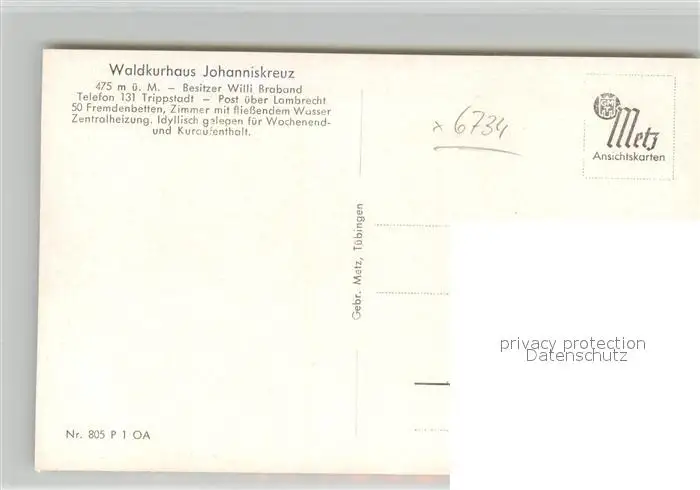 Waldkurhaus Johanniskreuz
475 m ü. M. – Besitzer Willi Braband
Telefon 131 Trippstadt – Post über Lambrecht
50 Fremdenbetten, Zimmer mit fließendem Wasser
Zentralheizung. Idyllisch gelegen für Wochenend-
und Kuraufenthalt.
x 6734
Metz
Ansichtskarten
Gebr. Metz, Tübingen
privacy protection
Datenschutz
Nr. 805 P 1 OA